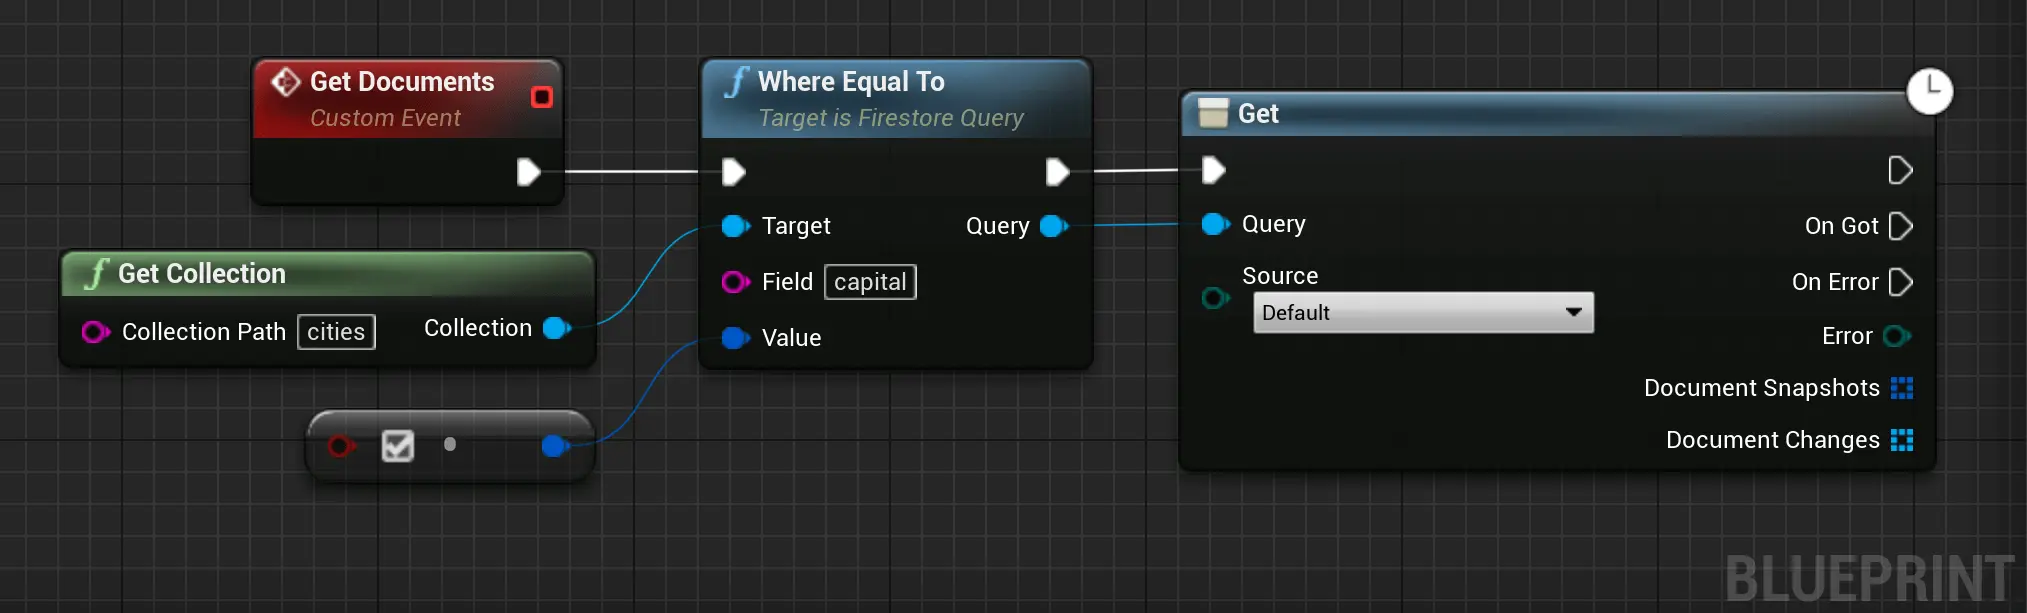 Get Documents
Custom Event
Get Collection
Collection Path cities Collection
Where Equal To
Target is Firestore Query
Target Query
Field capital
Value
Get
Query
Source
Default
On Got
On Error
Error
Document Snapshots
Document Changes
BLUEPRINT